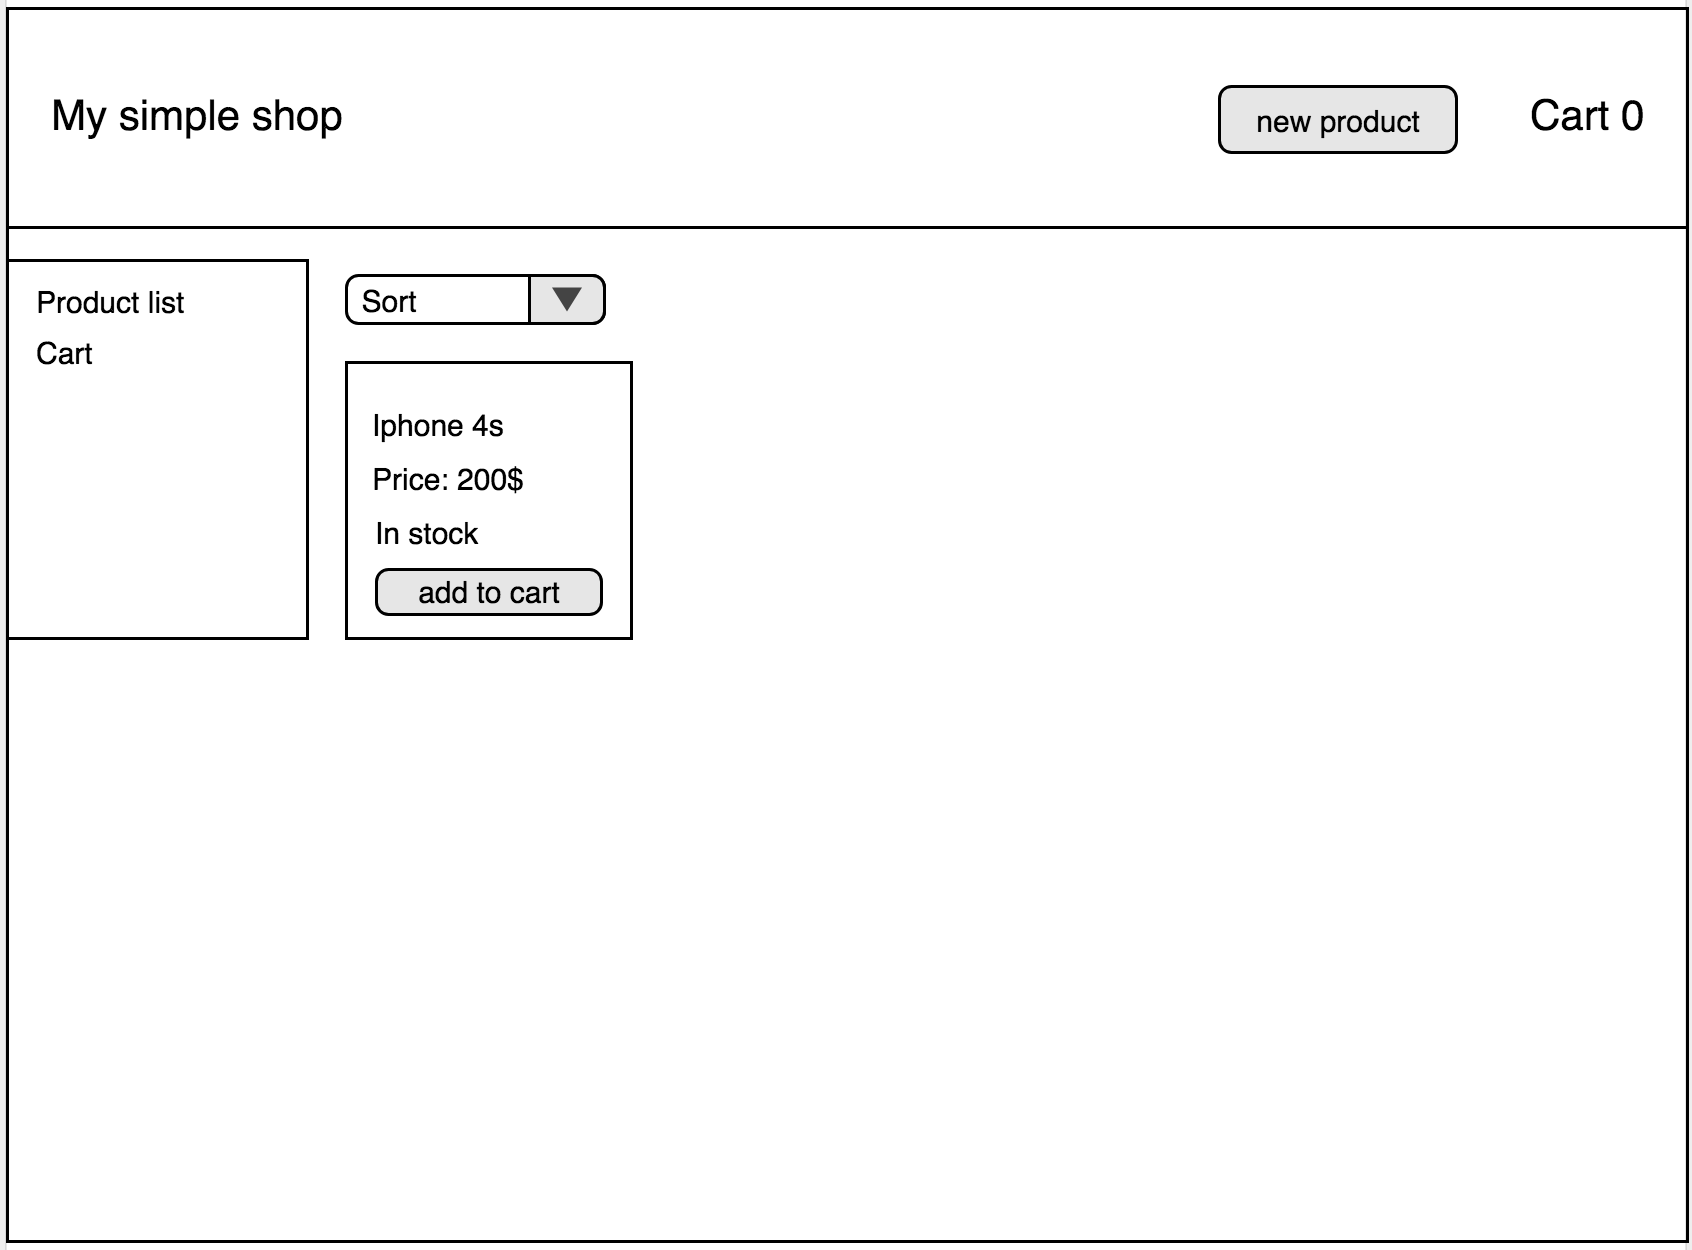 My simple shop
new product
Cart 0
Product list
Cart
Sort
Iphone 4s
Price: 200$
In stock
add to cart